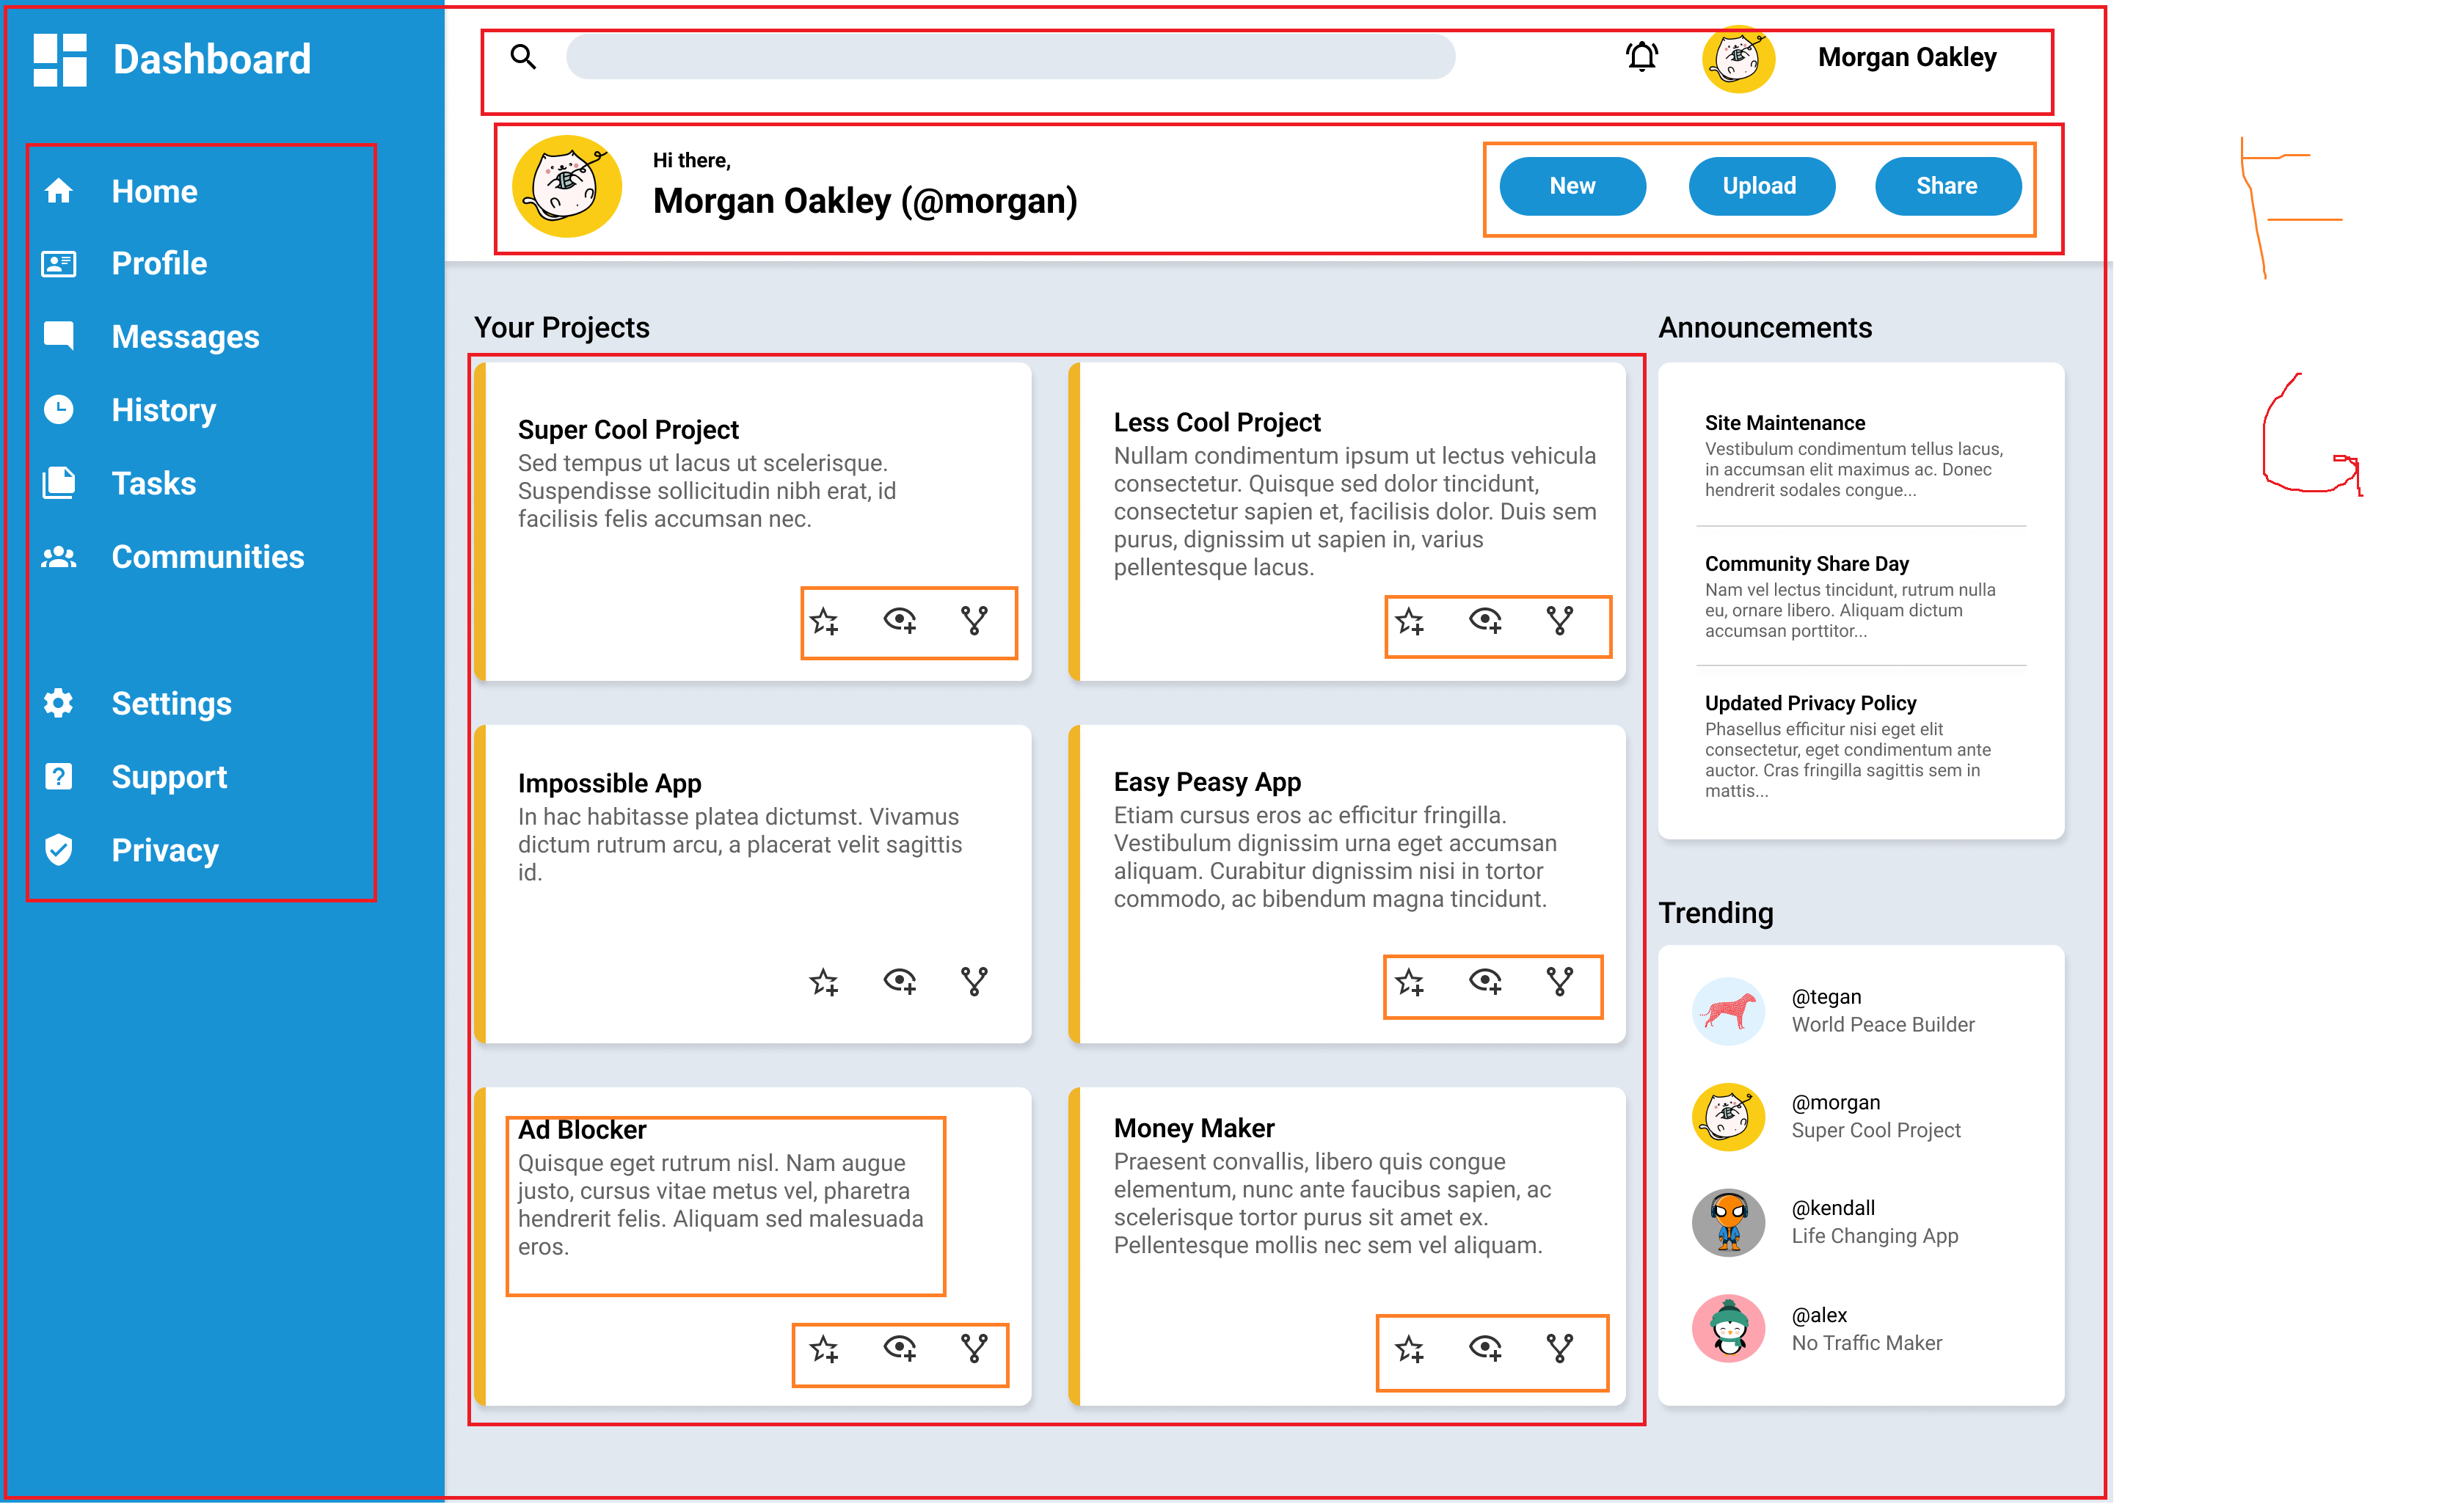 Dashboard
Home
Profile
Messages
History
Tasks
Communities
Settings
Support
Privacy
Morgan Oakley
Hi there,
Morgan Oakley (@morgan)
New
Upload
Share
Your Projects
Super Cool Project
Sed tempus ut lacus ut scelerisque.
Suspendisse sollicitudin nibh erat, id
facilisis felis accumsan nec.
Less Cool Project
Nullam condimentum ipsum ut lectus vehicula
consectetur. Quisque sed dolor tincidunt,
consectetur sapien et, facilisis dolor. Duis sem
purus, dignissim ut sapien in, varius
pellentesque lacus.
Impossible App
In hac habitasse platea dictumst. Vivamus
dictum rutrum arcu, a placerat velit sagittis
id.
Easy Peasy App
Etiam cursus eros ac efficitur fringilla.
Vestibulum dignissim urna eget accumsan
aliquam. Curabitur dignissim nisi in tortor
commodo, ac bibendum magna tincidunt.
Ad Blocker
Quisque eget rutrum nisl. Nam augue
justo, cursus vitae metus vel, pharetra
hendrerit felis. Aliquam sed malesuada
eros.
Money Maker
Praesent convallis, libero quis congue
elementum, nunc ante faucibus sapien, ac
scelerisque tortor purus sit amet ex.
Pellentesque mollis nec sem vel aliquam.
Announcements
Site Maintenance
Vestibulum condimentum tellus lacus,
in accumsan elit maximus ac. Donec
hendrerit sodales congue...
Community Share Day
Nam vel lectus tincidunt, rutrum nulla
eu, ornare libero. Aliquam dictum
accumsan porttitor...
Updated Privacy Policy
Phasellus efficitur nisi eget elit
consectetur, eget condimentum ante
auctor. Cras fringilla sagittis sem in
mattis...
Trending
@tegan
World Peace Builder
@morgan
Super Cool Project
@kendall
Life Changing App
@alex
No Traffic Maker
F
G